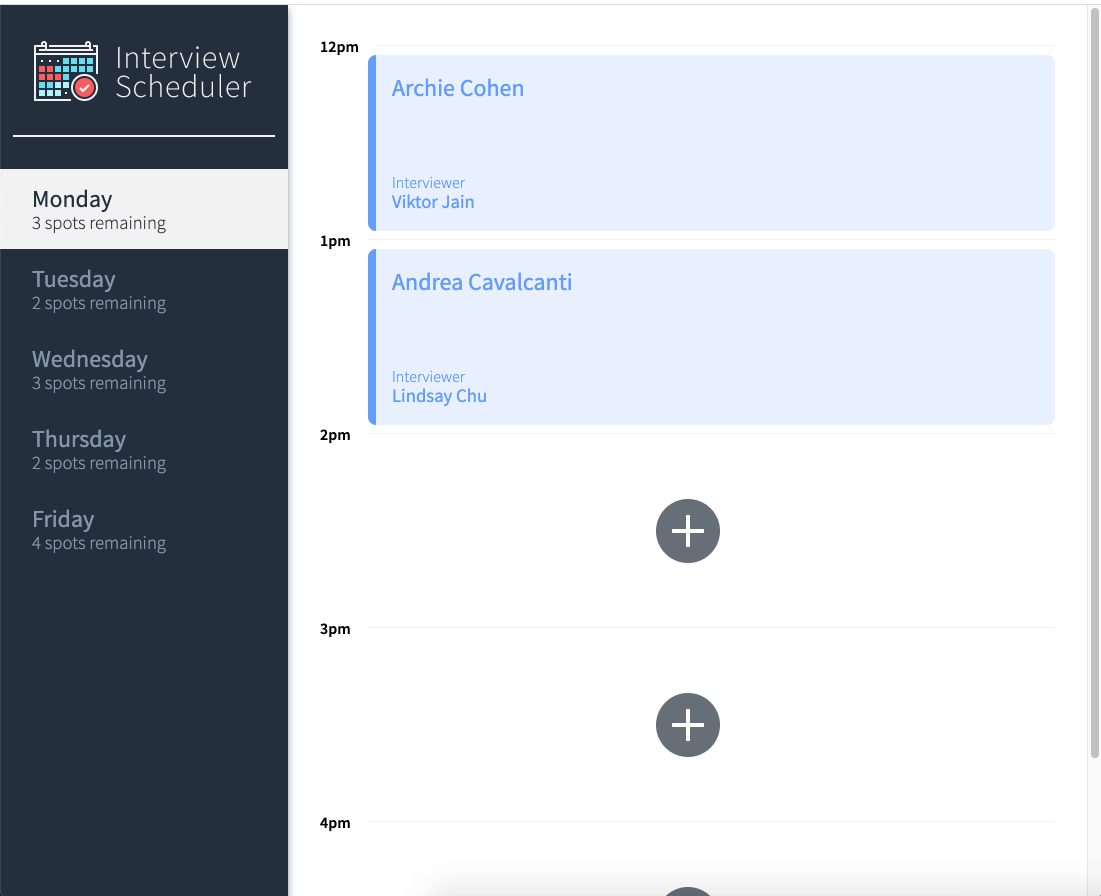 Interview
Scheduler
Monday
3 spots remaining
Tuesday
2 spots remaining
Wednesday
3 spots remaining
Thursday
2 spots remaining
Friday
4 spots remaining
12pm
Archie Cohen
Interviewer
Viktor Jain
1pm
Andrea Cavalcanti
Interviewer
Lindsay Chu
2pm
3pm
4pm